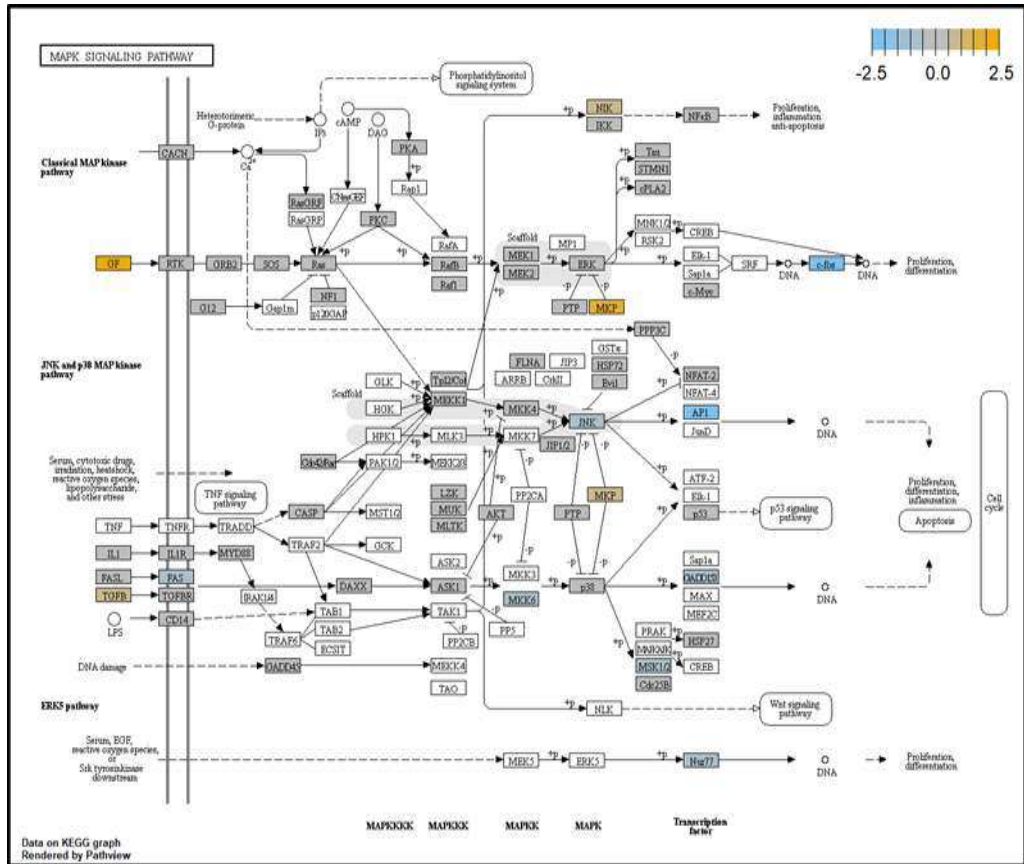 MAPK SIGNALING PATHWAY
-2.5 0.0 2.5
Phosphatidylinositol
signaling system
Heterotrimeric
G-protein
IP3
cAMP
DAG
Ca2+
PKA
+p
Rap1
NIK
IKK
+p
NFκB
Proliferation,
inflammation
anti-apoptosis
Classical MAP kinase
pathway
CACN
RasGRF
RasGRP
CNrasGEF
PKC
Tau
STMN1
cPLA2
Scaffold
MP1
MNK1/2
RSK2
CREB
GF
RTK
GRB2
SOS
Ras
RafA
RafB
Raf1
MEK1
MEK2
ERK
Elk-1
Sap1a
c-Myc
SRF
DNA
c-fos
DNA
Proliferation,
differentiation
G12
Gap1m
NF1
p120GAP
PTP
MKP
PPP3C
JNK and p38 MAP kinase
pathway
Scaffold
GLK
HGK
HPK1
Tpl2/Cot
MEKK1
MLK3
FLNA
JIP3
ARRB
CrkII
GSTπ
HSP72
Evi1
MKK4
MKK7
JNK
JIP1/2
NFAT-2
NFAT-4
AP1
JunD
DNA
Cell
cycle
Serum, cytotoxic drugs,
irradiation, heatshock,
reactive oxygen species,
lipopolysaccharide,
and other stress
Cdc42/Rac
PAK1/2
MEKK2/3
LZK
MUK
MLTK
AKT
PP2CA
PTP
MKP
ATF-2
Elk-1
p53
p53 signaling
pathway
Proliferation,
differentiation,
inflammation
Apoptosis
TNF signaling
pathway
TNF
TNFR
TRADD
CASP
MST1/2
TRAF2
GCK
IL1
IL1R
MYD88
ASK2
MKK3
Sap1a
FASL
FAS
DAXX
ASK1
MKK6
p38
GADD153
MAX
MEF2C
DNA
TGFB
TGFBR
IRAK1/4
TAB1
TAB2
ECSIT
TAK1
PP5
PP2CB
LPS
CD14
TRAF6
PRAK
MAPKAPK
MSK1/2
Cdc25B
HSP27
CREB
DNA damage
GADD45
MEKK4
TAO
ERK5 pathway
NLK
Wnt signaling
pathway
Serum, EGF,
reactive oxygen species,
or
Srk tyrosinkinase
downstream
MEK5
ERK5
Nur77
DNA
Proliferation,
differentiation
MAPKKKK
MAPKKK
MAPKK
MAPK
Transcription
factor
Data on KEGG graph
Rendered by Pathview